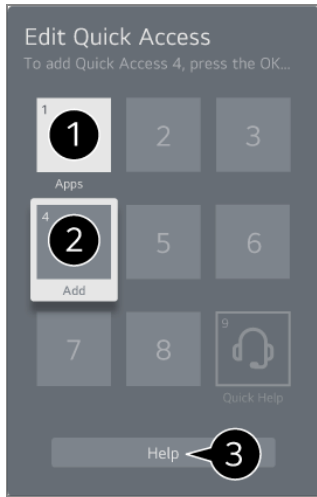 Edit Quick Access
To add Quick Access 4, press the OK...
1
1
2
3
Apps
4
2
5
6
Add
7
8
9
Quick Help
Help
3